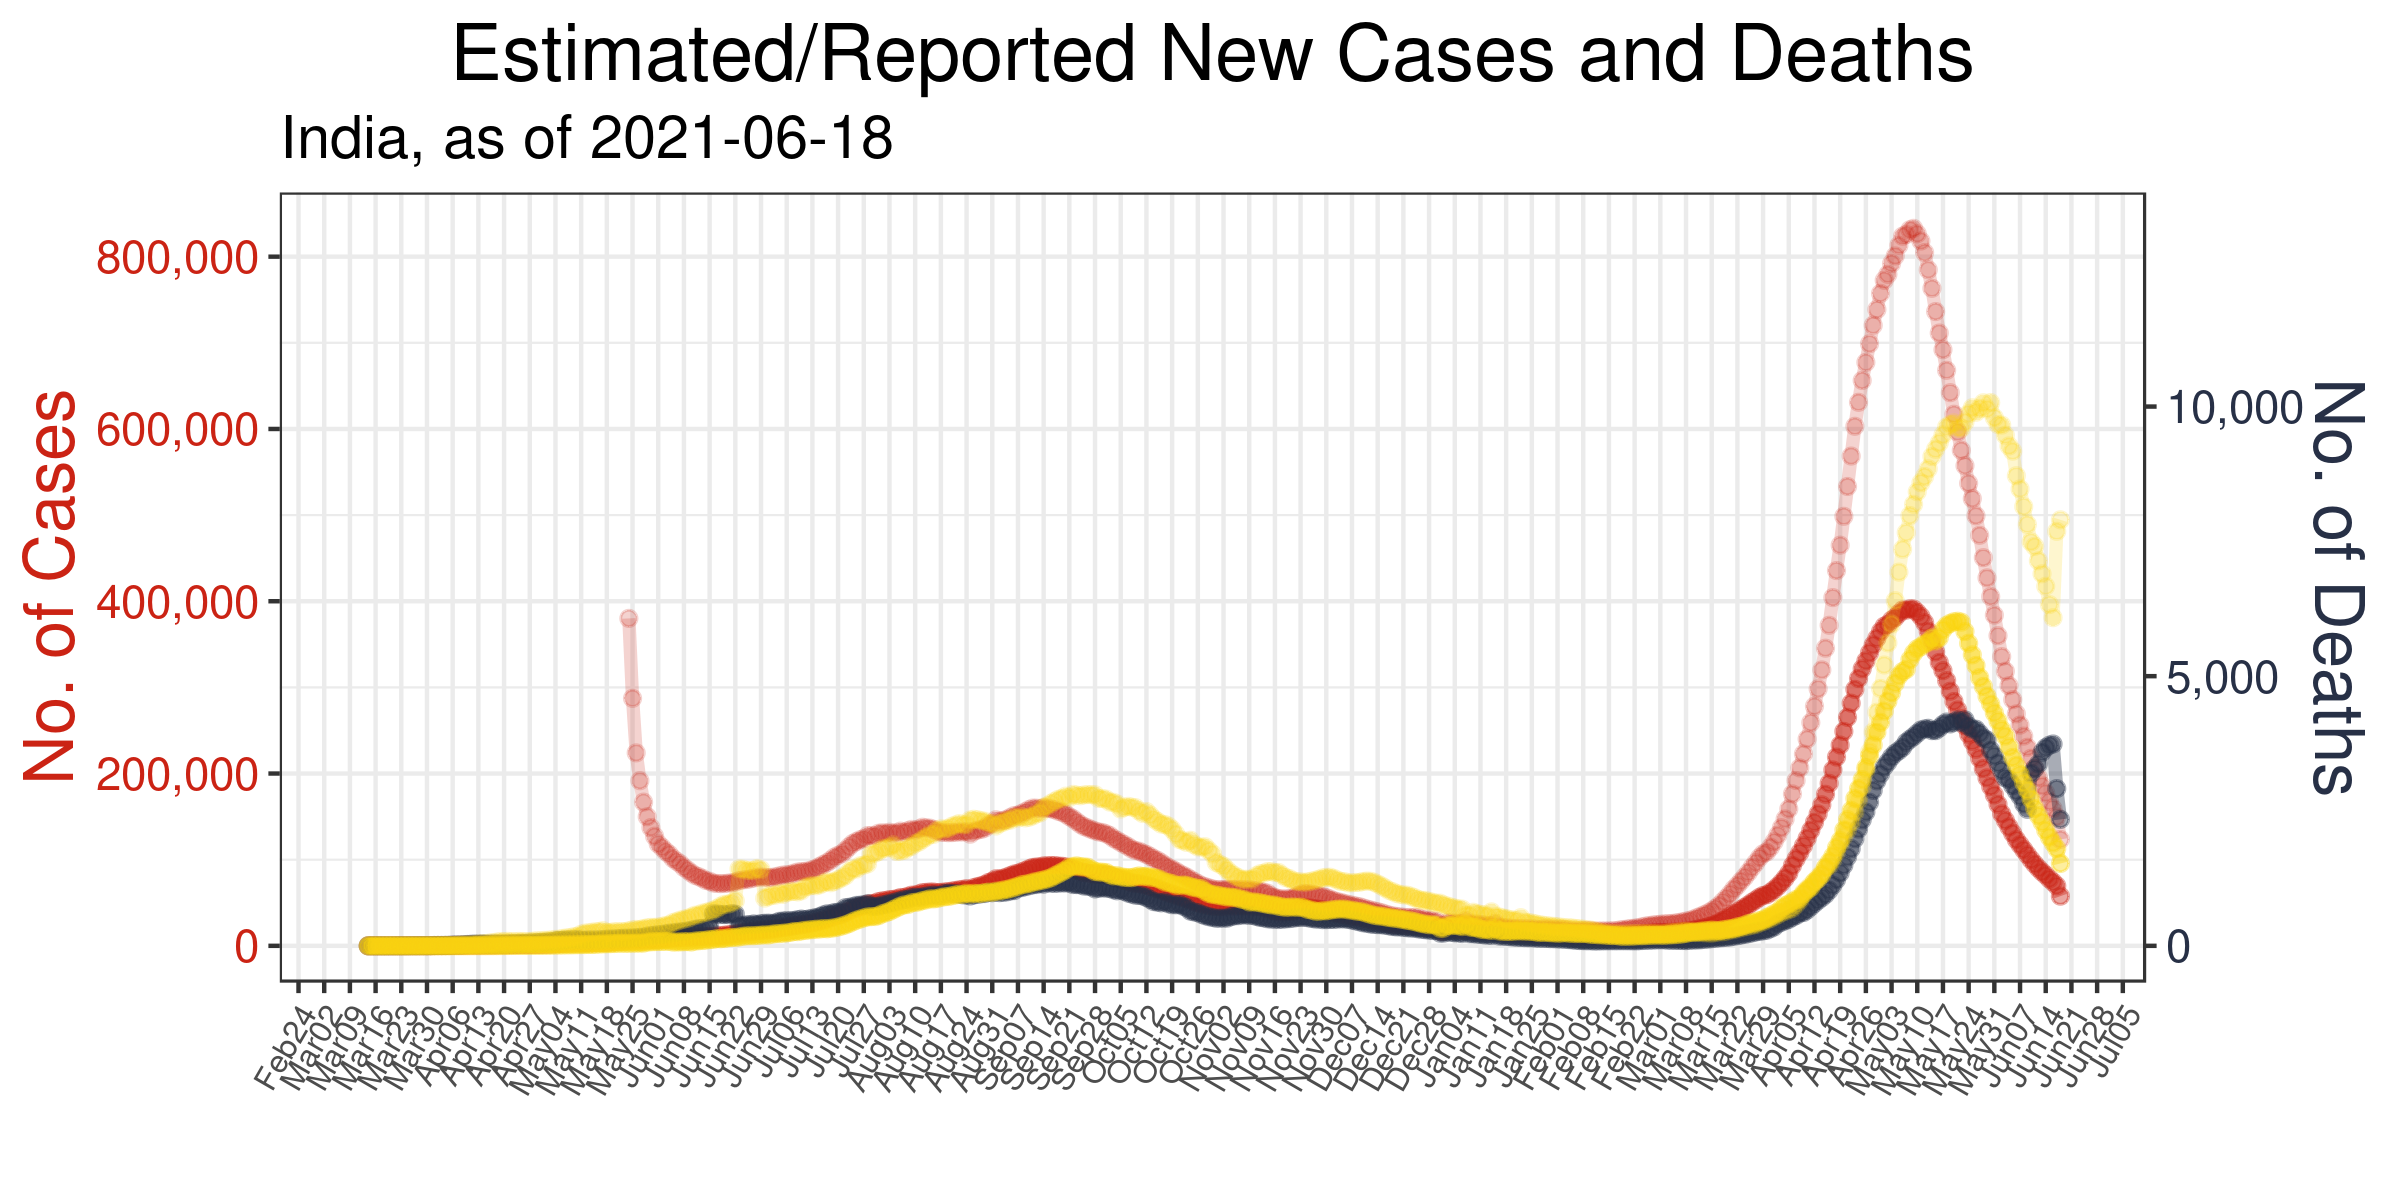 Estimated/Reported New Cases and Deaths
India, as of 2021-06-18
No. of Cases
800,000
600,000
400,000
200,000
0
No. of Deaths
10,000
5,000
0
Feb24
Mar02
Mar09
Mar16
Mar23
Mar30
Apr06
Apr13
Apr20
Apr27
May04
May11
May18
May25
Jun01
Jun08
Jun15
Jun22
Jun29
Jul06
Jul13
Jul20
Jul27
Aug03
Aug10
Aug17
Aug24
Aug31
Sep07
Sep14
Sep21
Sep28
Oct05
Oct12
Oct19
Oct26
Nov02
Nov09
Nov16
Nov23
Nov30
Dec07
Dec14
Dec21
Dec28
Jan04
Jan11
Jan18
Jan25
Feb01
Feb08
Feb15
Feb22
Mar01
Mar08
Mar15
Mar22
Mar29
Apr05
Apr12
Apr19
Apr26
May03
May10
May17
May24
May31
Jun07
Jun14
Jun21
Jun28
Jul05